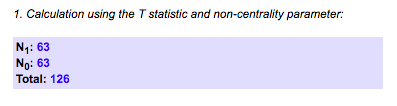 1. Calculation using the T statistic and non-centrality parameter:
N₁: 63
N₀: 63
Total: 126